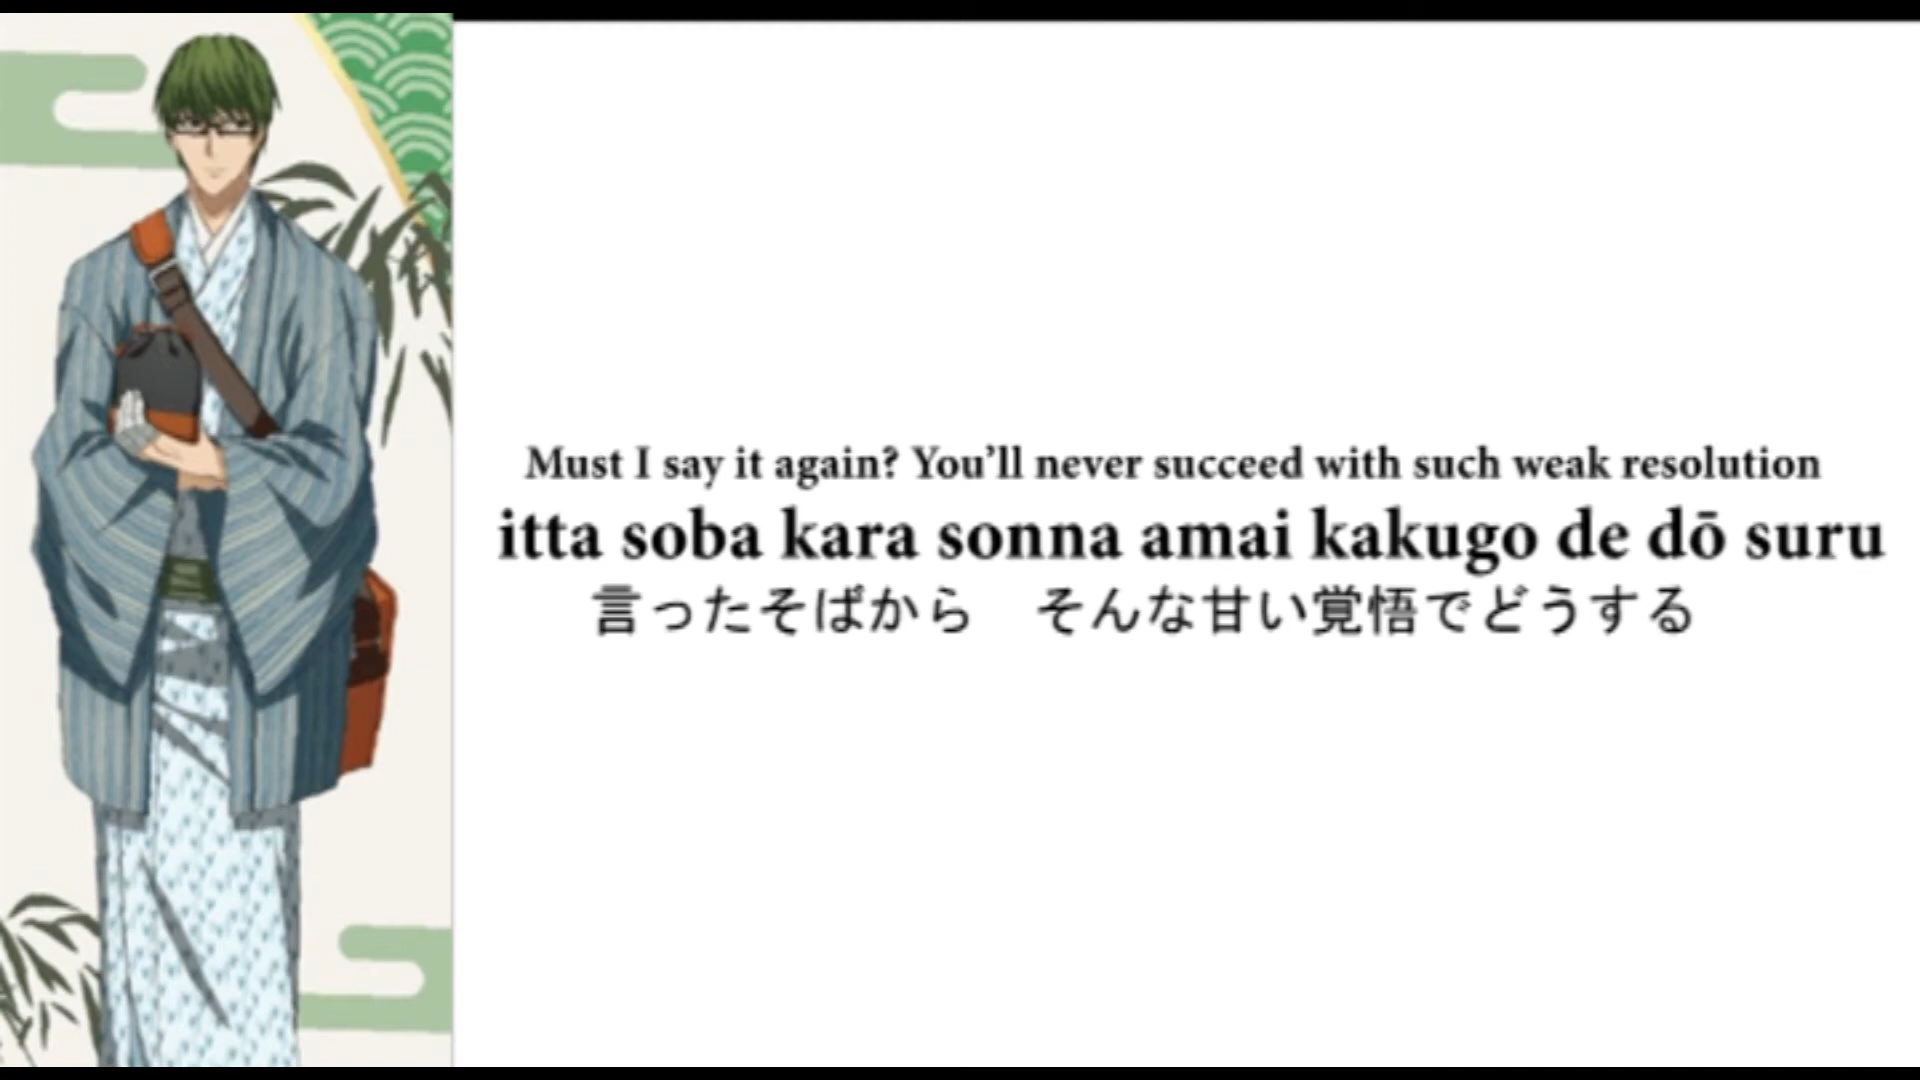 Must I say it again? You’ll never succeed with such weak resolution
itta soba kara sonna amai kakugo de dō suru
言ったそばから　そんな甘い覚悟でどうする